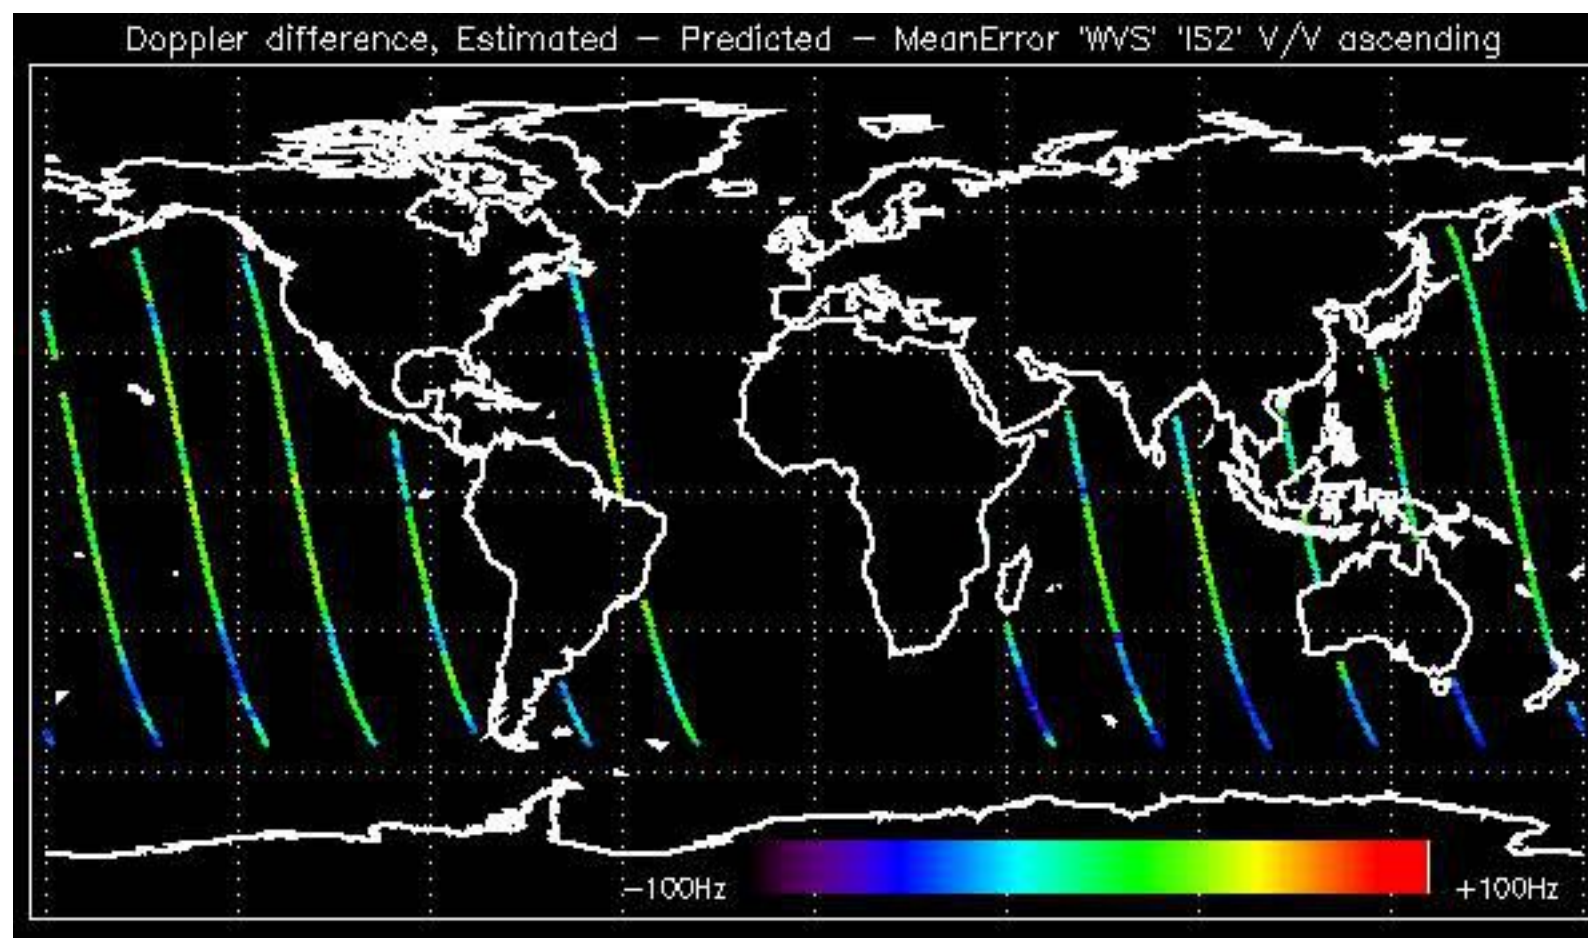 Doppler difference, Estimated – Predicted – MeanError 'WVS' 'IS2' V/V ascending
–100Hz
+100Hz